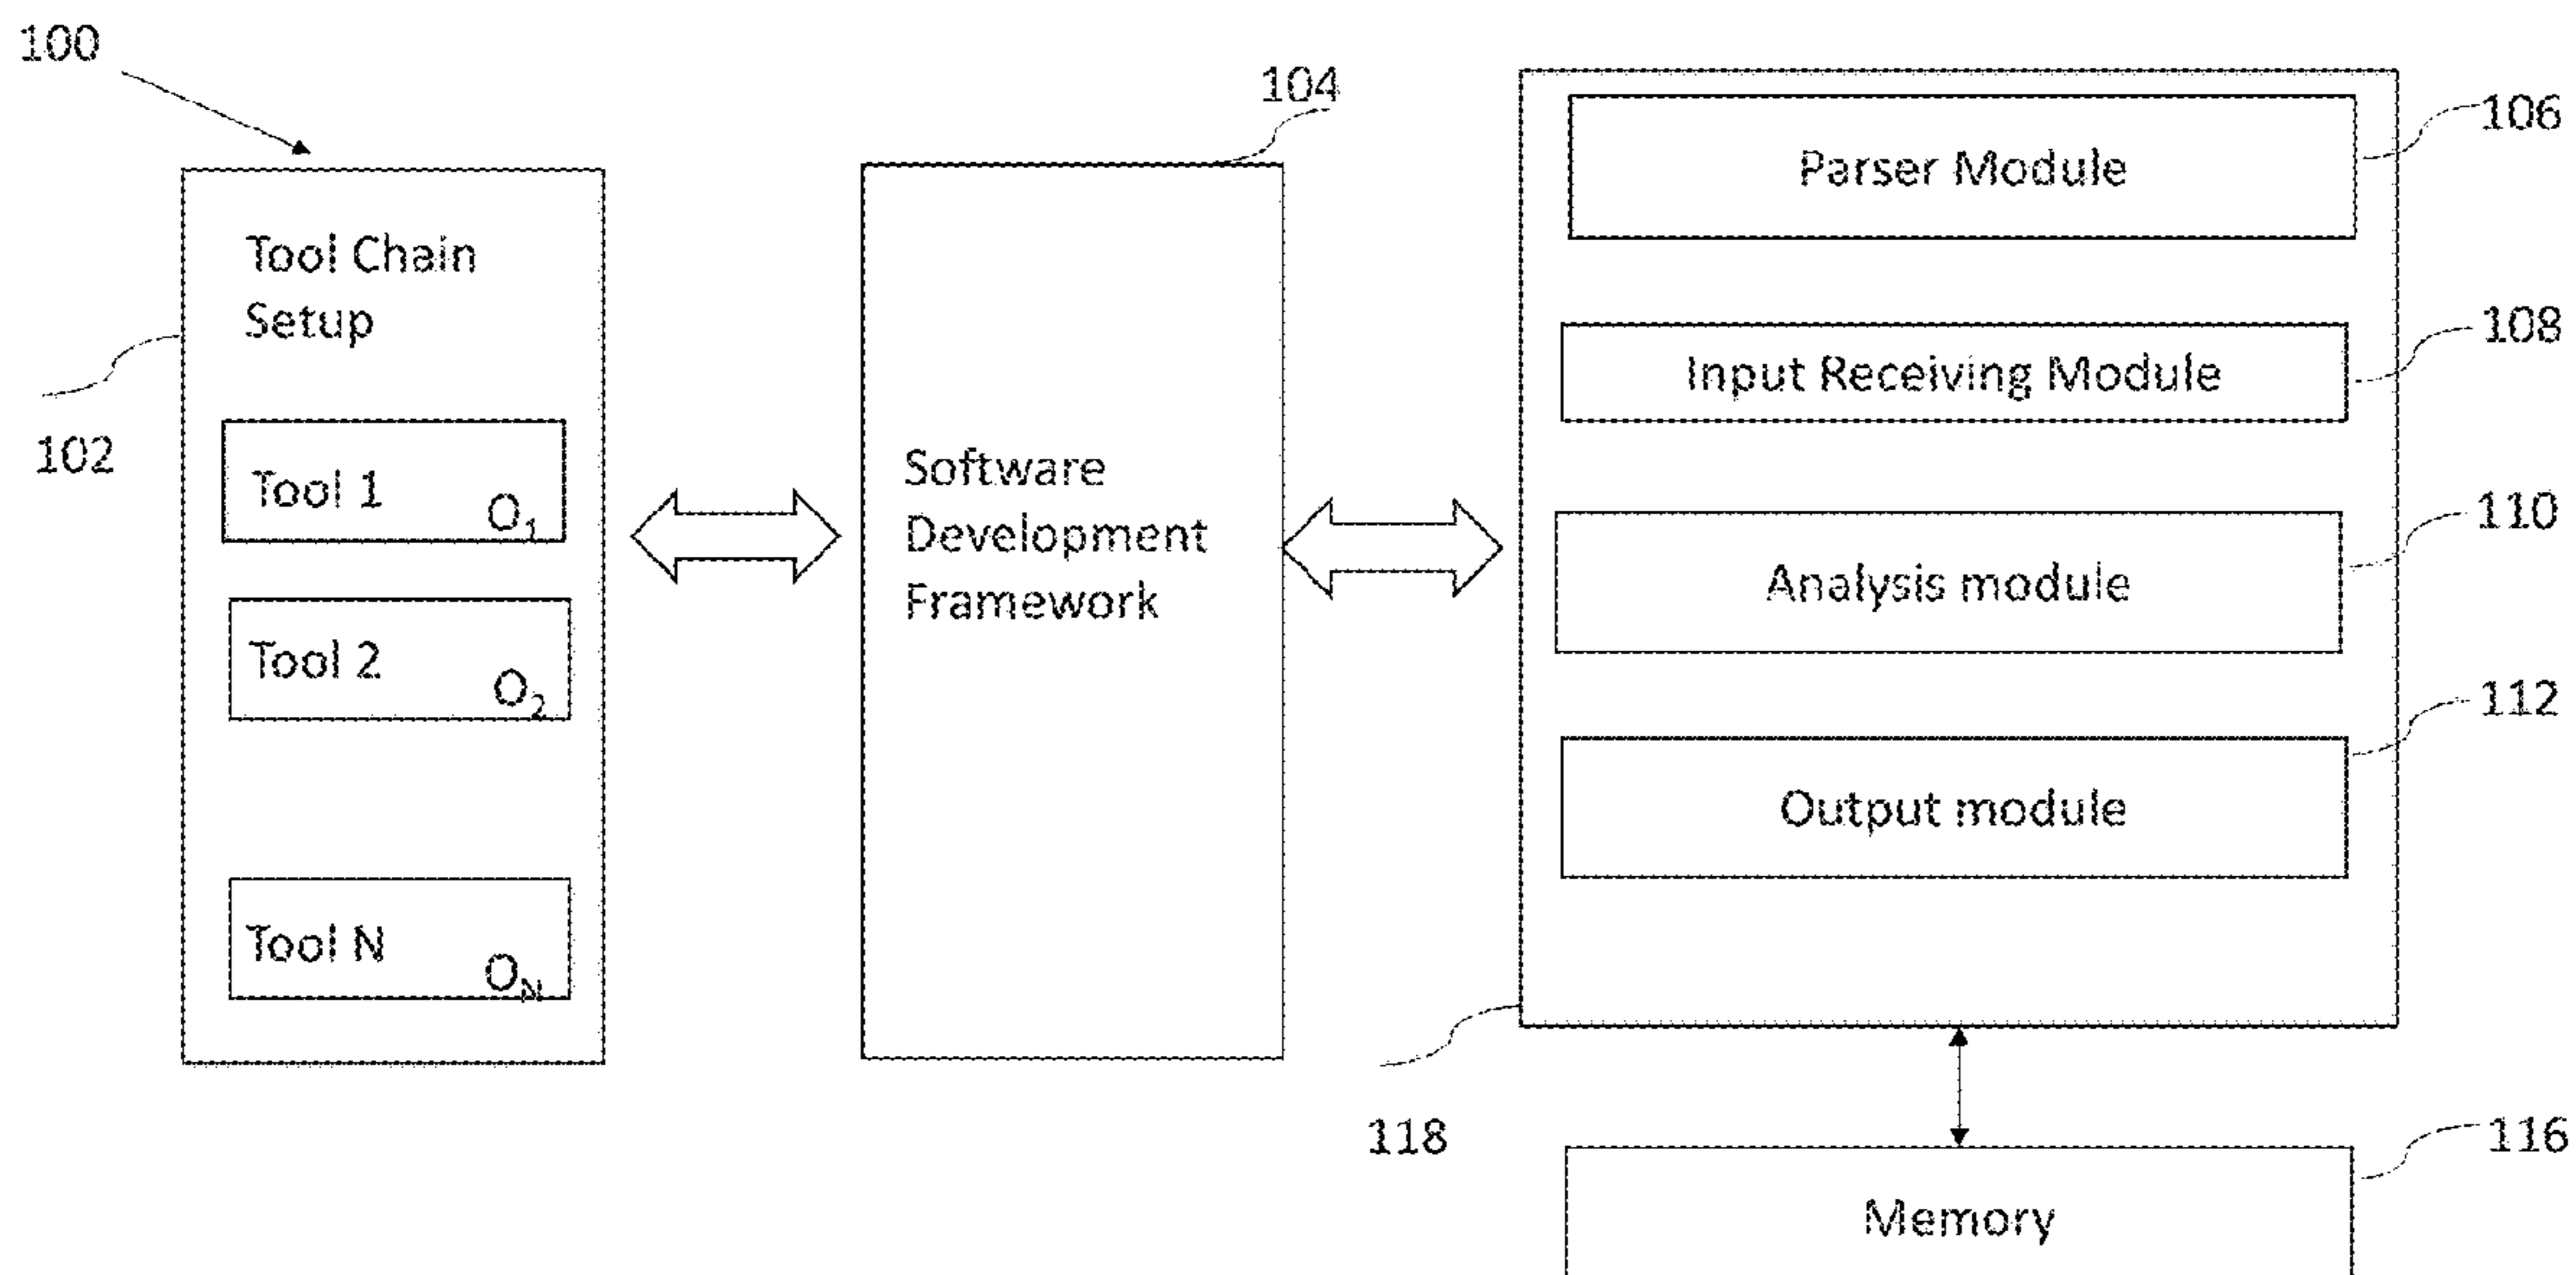 100
Tool Chain
Setup
102
Tool 1
O1
Tool 2
O2
Tool N
ON
104
Software
Development
Framework
Parser Module
106
Input Receiving Module
108
Analysis module
110
Output module
112
118
Memory
116